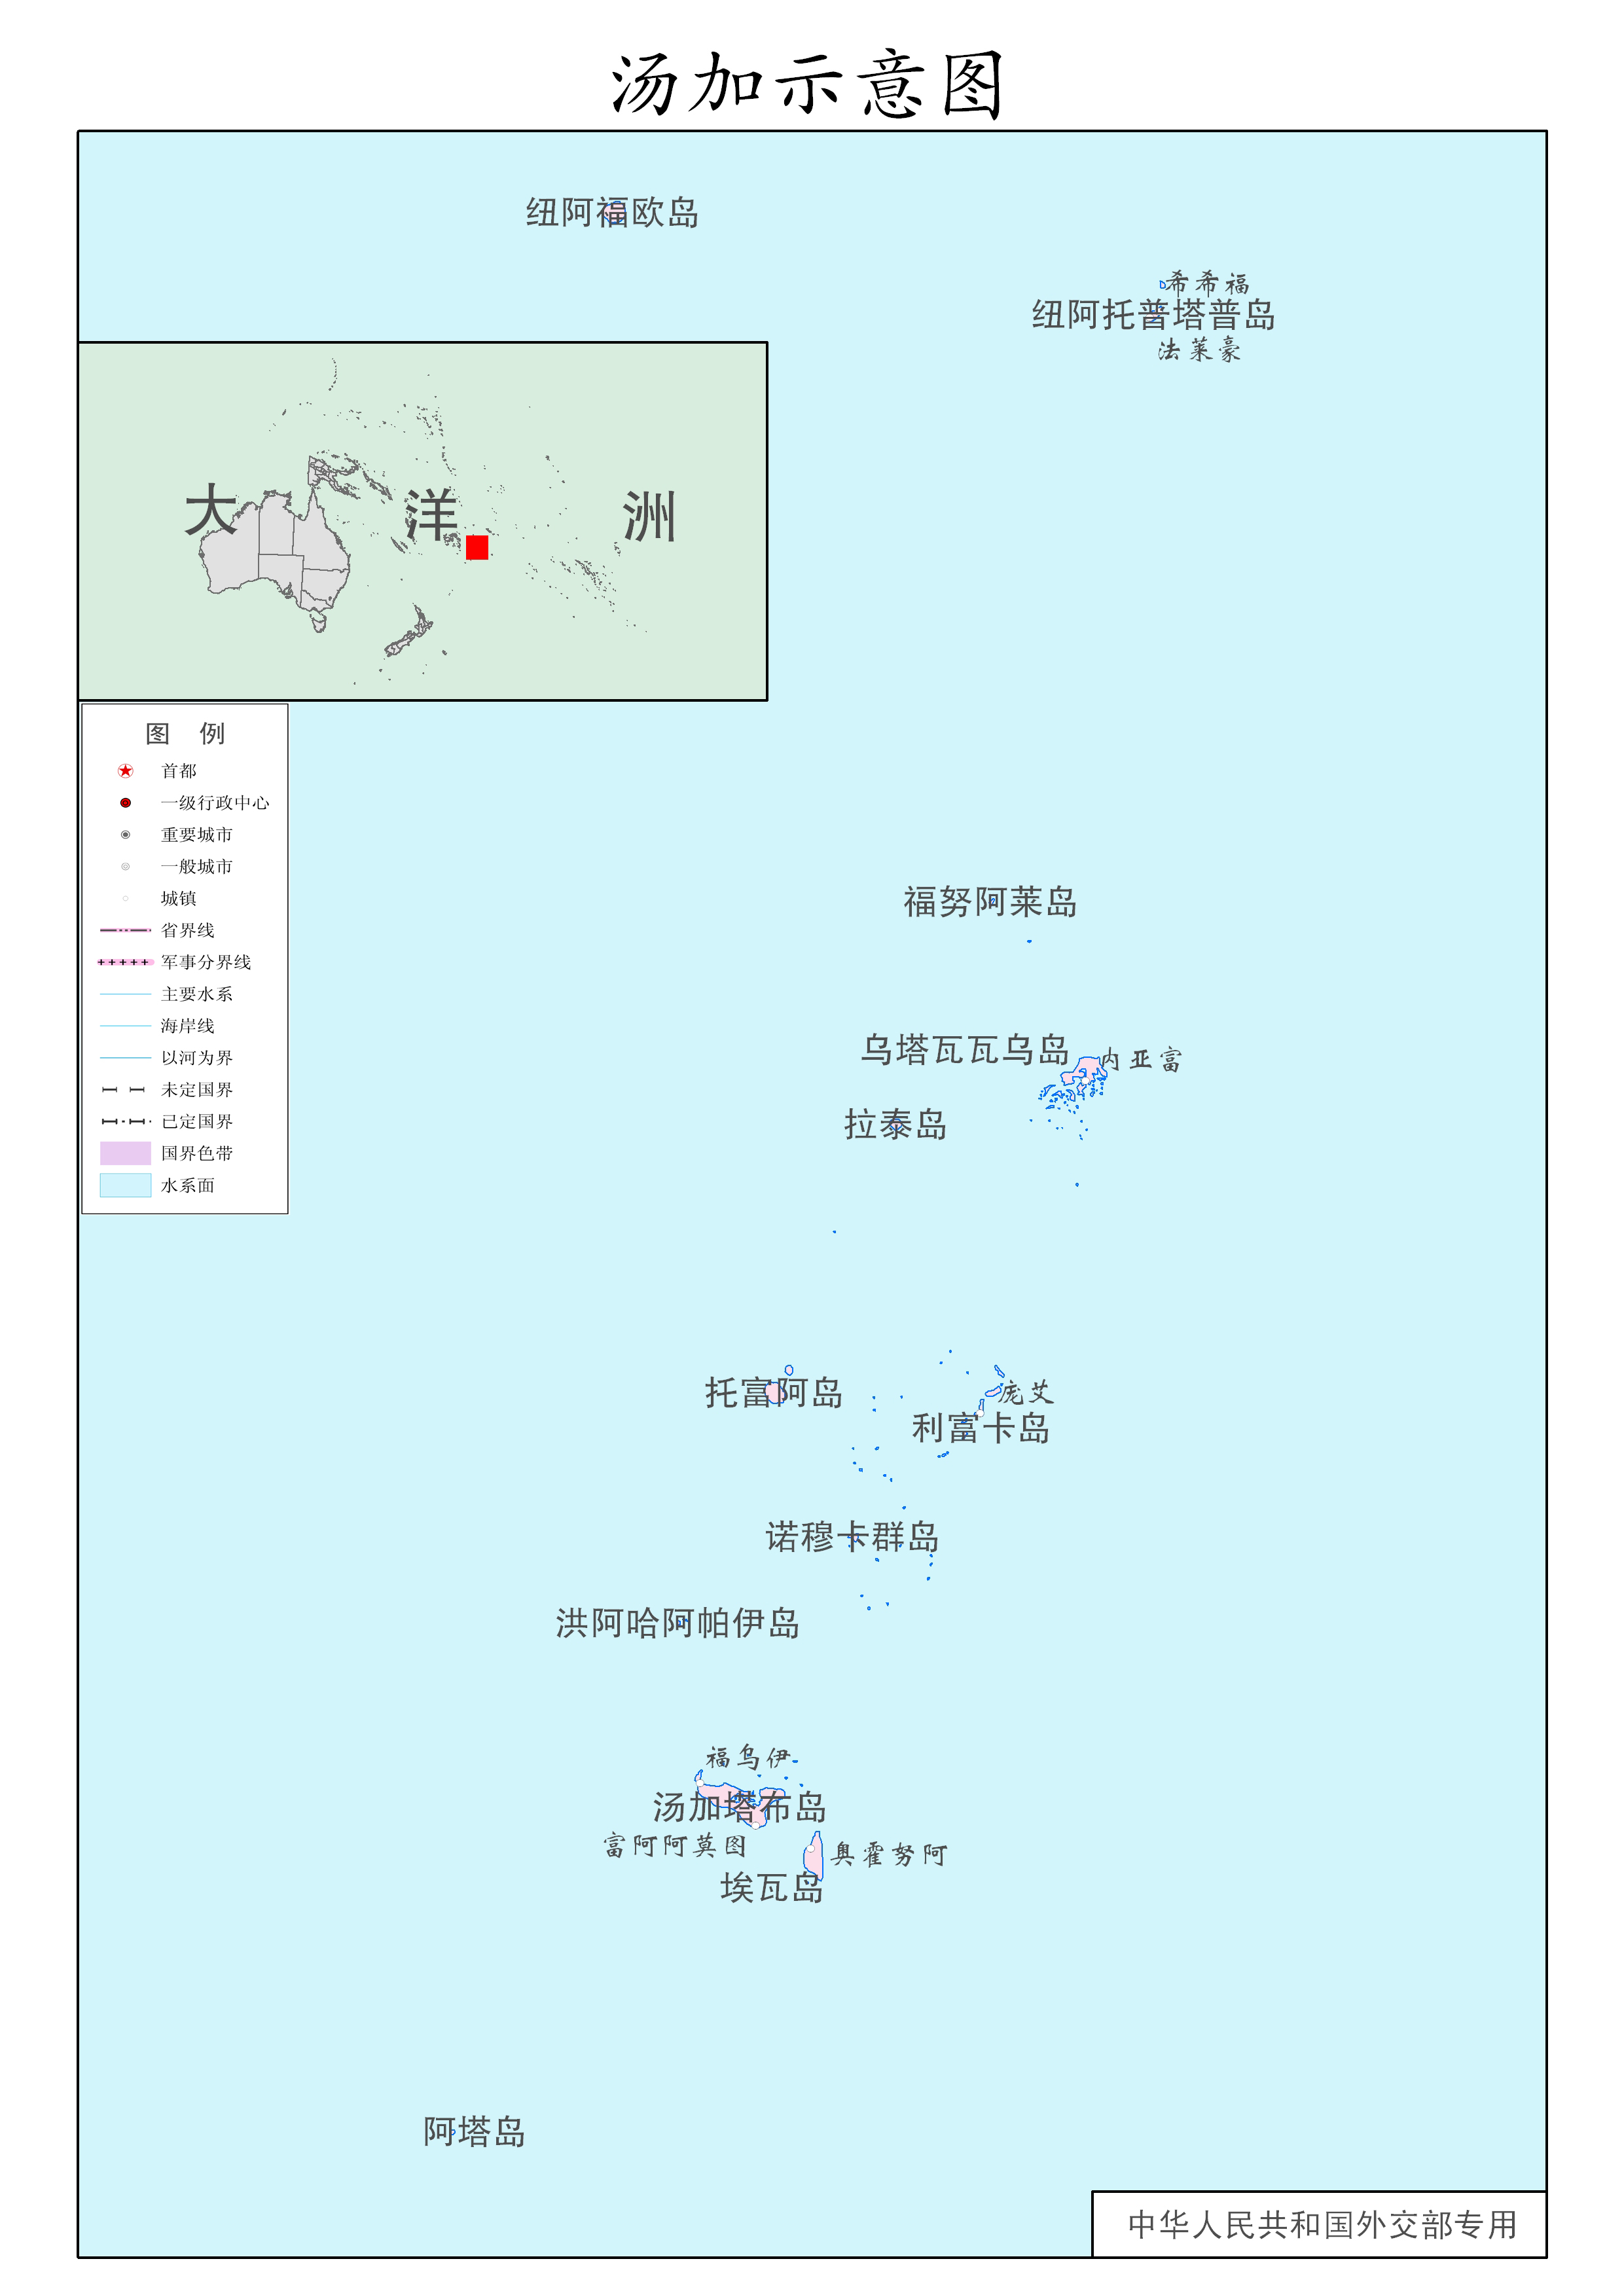 汤加示意图
纽阿福欧岛
希希福
纽阿托普塔普岛
法莱豪
大洋洲
图例
首都
一级行政中心
重要城市
一般城市
城镇
省界线
军事分界线
主要水系
海岸线
以河为界
未定国界
已定国界
国界色带
水系面
福努阿莱岛
乌塔瓦瓦乌岛
内亚富
拉泰岛
托富阿岛
庞艾
利富卡岛
诺穆卡群岛
洪阿哈阿帕伊岛
福乌伊
汤加塔布岛
富阿阿莫图
奥霍努阿
埃瓦岛
阿塔岛
中华人民共和国外交部专用